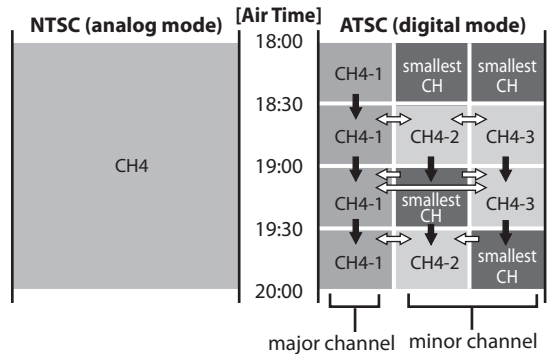 NTSC (analog mode) [Air Time] ATSC (digital mode)
18:00
CH4-1 smallest CH smallest CH
18:30
CH4-1 CH4-2 CH4-3
CH4 19:00
CH4-1 smallest CH CH4-3
19:30
CH4-1 CH4-2 smallest CH
20:00
major channel minor channel